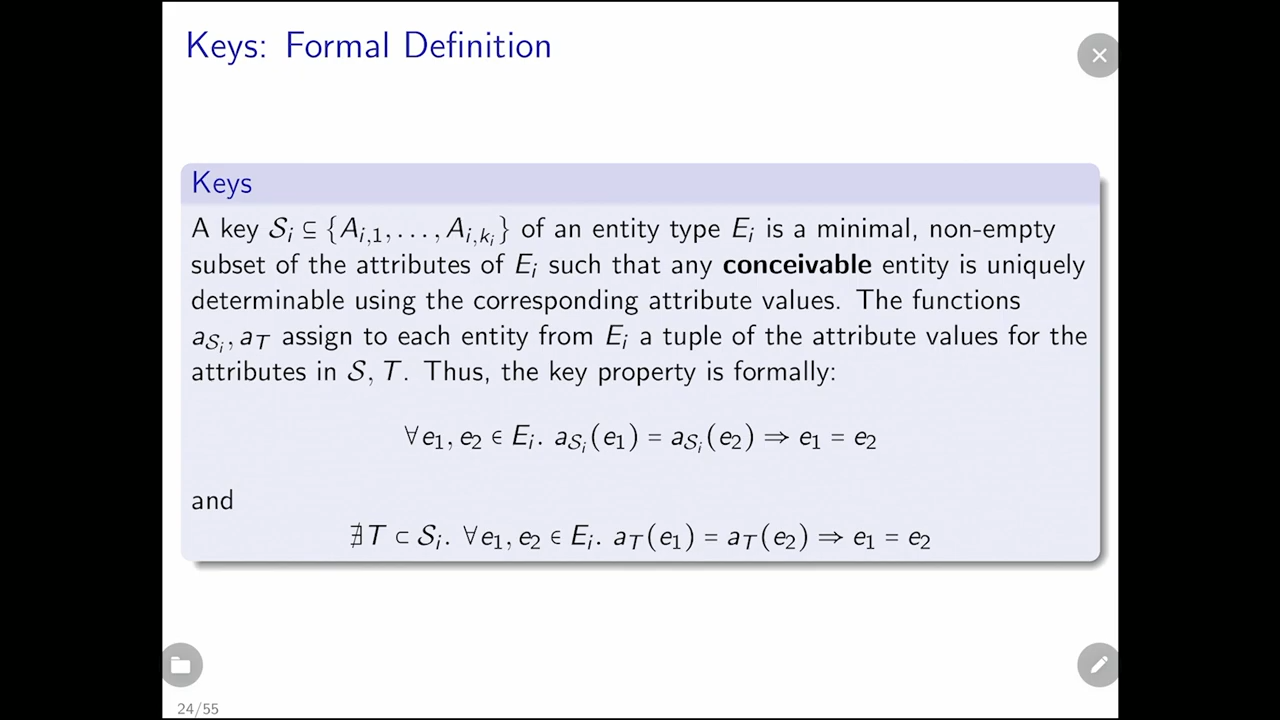 Keys: Formal Definition
Keys
A key 𝒮ᵢ ⊆ {Aᵢ,₁, . . . , Aᵢ,ₖᵢ} of an entity type Eᵢ is a minimal, non-empty
subset of the attributes of Eᵢ such that any conceivable entity is uniquely
determinable using the corresponding attribute values. The functions
a𝒮ᵢ, a_T assign to each entity from Eᵢ a tuple of the attribute values for the
attributes in 𝒮, T. Thus, the key property is formally:
∀ e₁, e₂ ∈ Eᵢ. a𝒮ᵢ(e₁) = a𝒮ᵢ(e₂) ⇒ e₁ = e₂
and
∄ T ⊂ 𝒮ᵢ. ∀ e₁, e₂ ∈ Eᵢ. a_T(e₁) = a_T(e₂) ⇒ e₁ = e₂
24/55